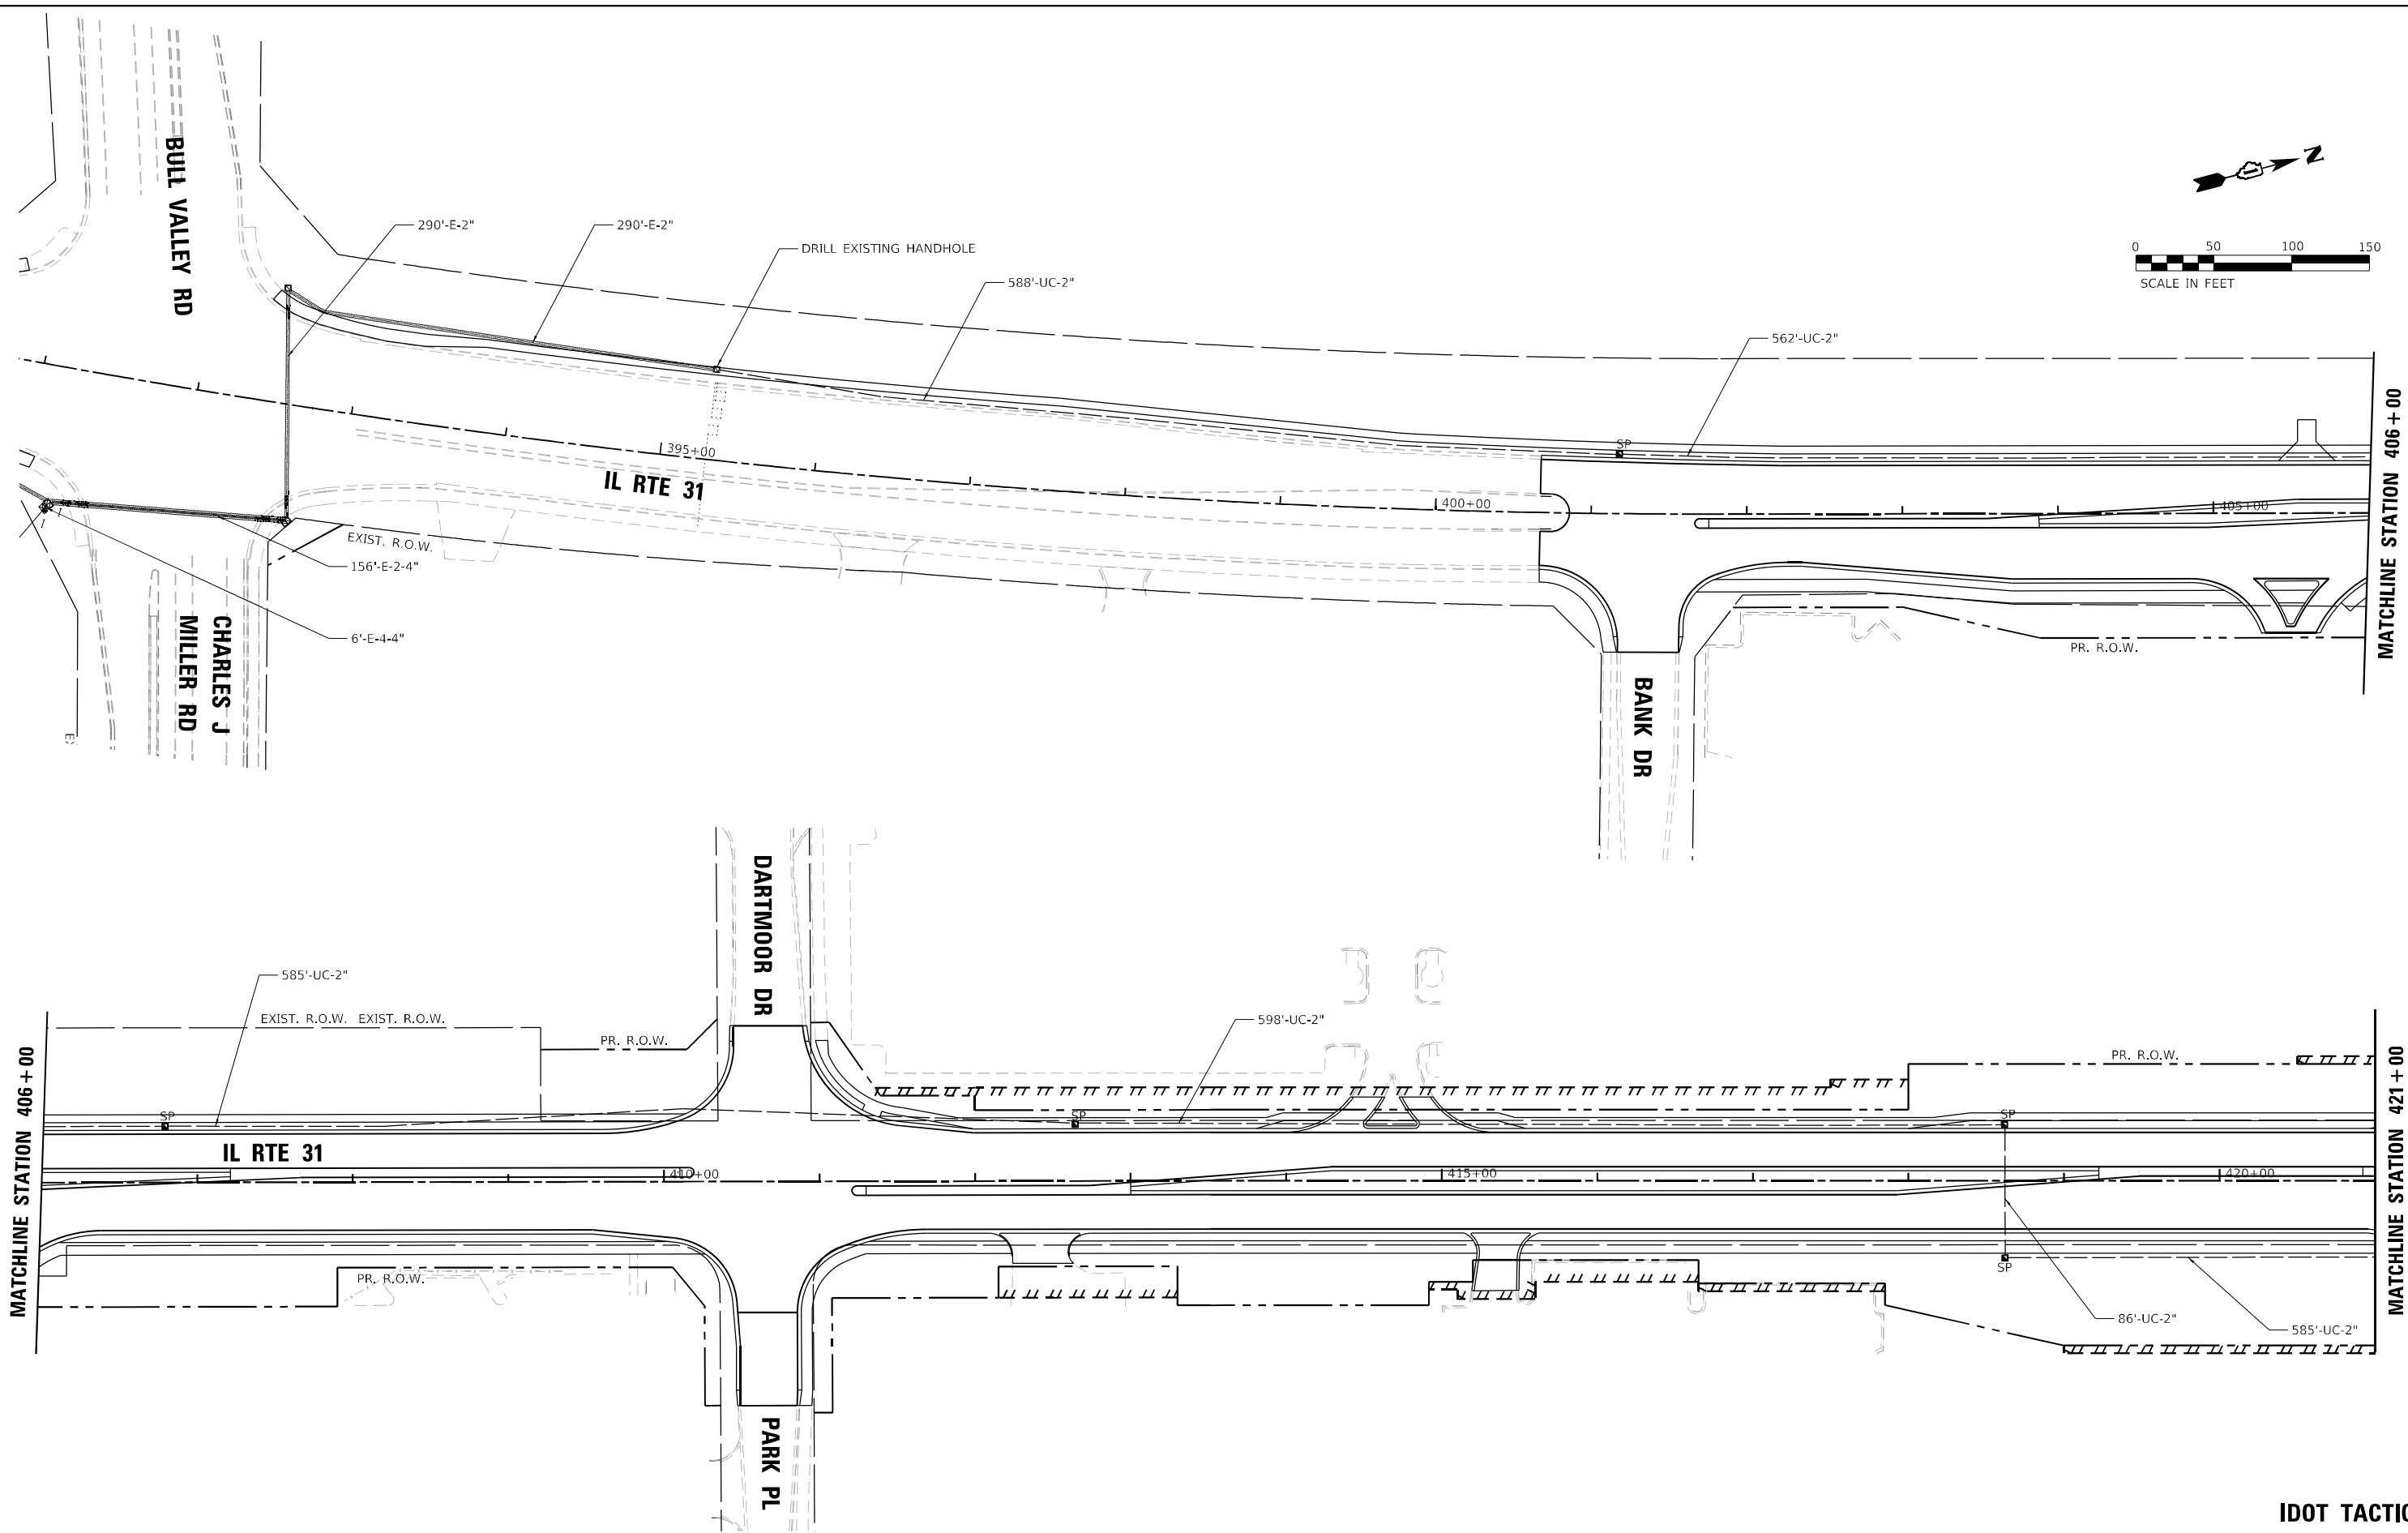 BULL VALLEY RD
290'-E-2"
290'-E-2"
DRILL EXISTING HANDHOLE
588'-UC-2"
562'-UC-2"
N
0 50 100 150
SCALE IN FEET
395+00
IL RTE 31
SP
400+00
405+00
MATCHLINE STATION 406+00
EXIST. R.O.W.
156'-E-2-4"
6'-E-4-4"
CHARLES J
MILLER RD
BANK DR
PR. R.O.W.
DARTMOOR DR
585'-UC-2"
EXIST. R.O.W. EXIST. R.O.W.
PR. R.O.W.
598'-UC-2"
PR. R.O.W.
MATCHLINE STATION 406+00
SP
SP
SP
IL RTE 31
410+00
415+00
420+00
MATCHLINE STATION 421+00
PR. R.O.W.
SP
86'-UC-2"
585'-UC-2"
PARK PL